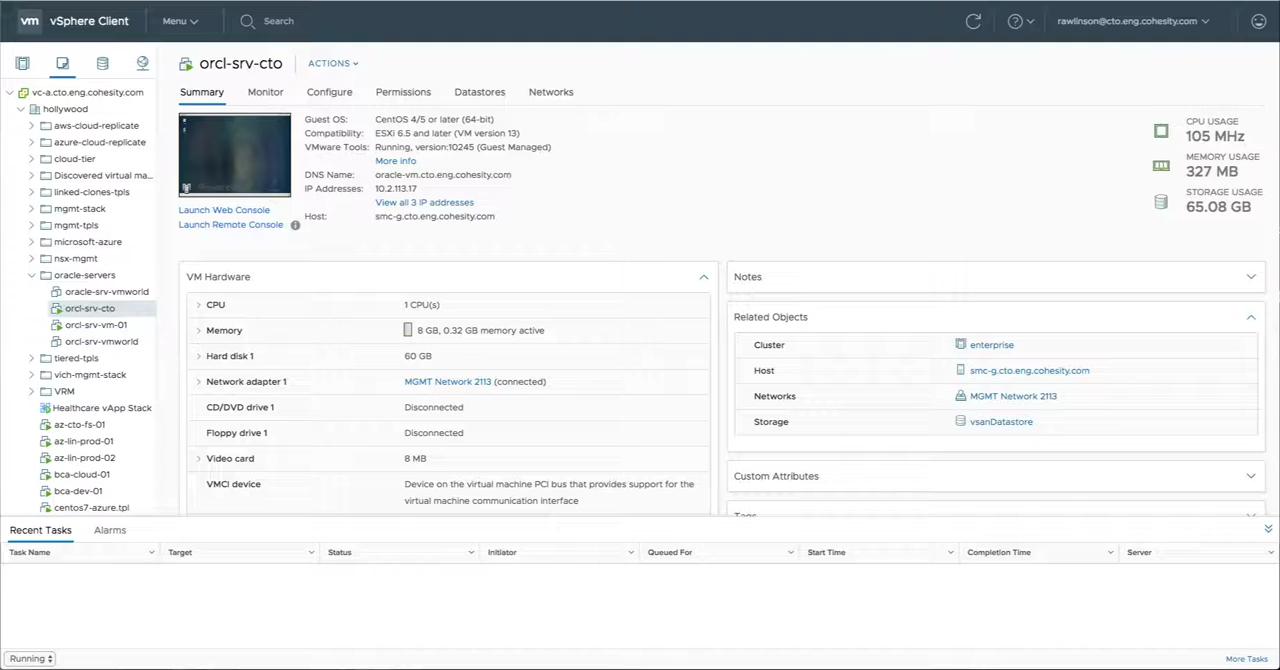 vm vSphere Client Menu Search rawlinson@cto.eng.cohesity.com
orcl-srv-cto ACTIONS
Summary Monitor Configure Permissions Datastores Networks
vc-a.cto.eng.cohesity.com
hollywood
aws-cloud-replicate
azure-cloud-replicate
cloud-tier
Discovered virtual ma...
linked-clones-tpls
mgmt-stack
mgmt-tpls
microsoft-azure
nsx-mgmt
oracle-servers
oracle-srv-vmworld
orcl-srv-cto
orcl-srv-vm-01
orcl-srv-vmworld
tiered-tpls
vich-mgmt-stack
VRM
Healthcare vApp Stack
az-cto-fs-01
az-lin-prod-01
az-lin-prod-02
bca-cloud-01
bca-dev-01
centos7-azure.tpl
Launch Web Console
Launch Remote Console
Guest OS: CentOS 4/5 or later (64-bit)
Compatibility: ESXi 6.5 and later (VM version 13)
VMware Tools: Running, version:10245 (Guest Managed)
More info
DNS Name: oracle-vm.cto.eng.cohesity.com
IP Addresses: 10.2.113.17
View all 3 IP addresses
Host: smc-g.cto.eng.cohesity.com
CPU USAGE
105 MHz
MEMORY USAGE
327 MB
STORAGE USAGE
65.08 GB
VM Hardware
CPU 1 CPU(s)
Memory 8 GB, 0.32 GB memory active
Hard disk 1 60 GB
Network adapter 1 MGMT Network 2113 (connected)
CD/DVD drive 1 Disconnected
Floppy drive 1 Disconnected
Video card 8 MB
VMCI device Device on the virtual machine PCI bus that provides support for the
virtual machine communication interface
Notes
Related Objects
Cluster enterprise
Host smc-g.cto.eng.cohesity.com
Networks MGMT Network 2113
Storage vsanDatastore
Custom Attributes
Tags
Recent Tasks Alarms
Task Name Target Status Initiator Queued For Start Time Completion Time Server
Running More Tasks